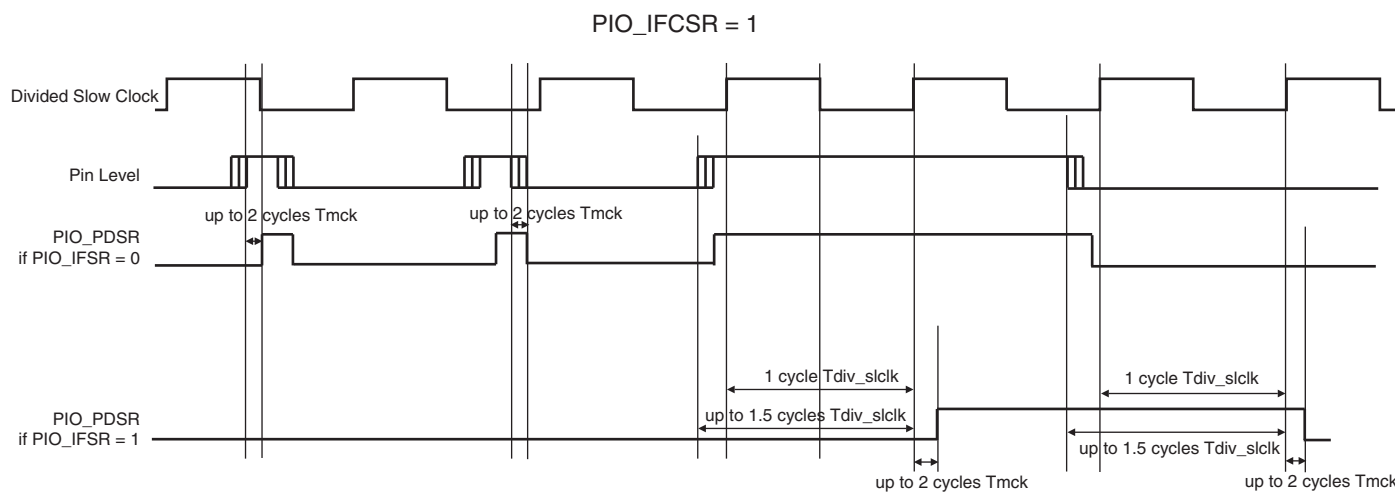 PIO_IFCSR = 1
Divided Slow Clock
Pin Level
up to 2 cycles Tmck
up to 2 cycles Tmck
PIO_PDSR
if PIO_IFSR = 0
1 cycle Tdiv_slclk
1 cycle Tdiv_slclk
up to 1.5 cycles Tdiv_slclk
PIO_PDSR
if PIO_IFSR = 1
up to 1.5 cycles Tdiv_slclk
up to 2 cycles Tmck
up to 2 cycles Tmck